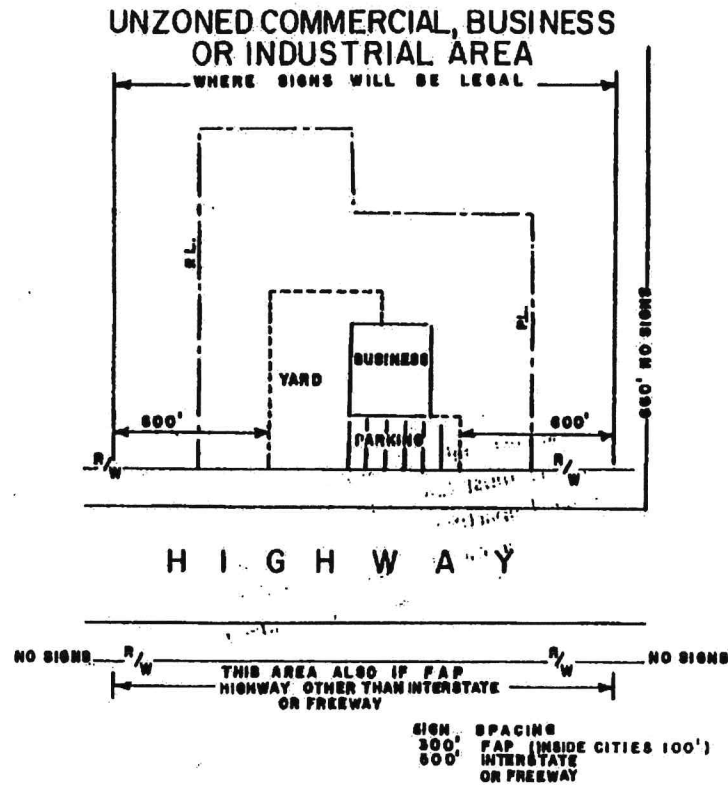 UNZONED COMMERCIAL, BUSINESS
OR INDUSTRIAL AREA
WHERE SIGNS WILL BE LEGAL
P.L.
P.L.
660' NO SIGNS
BUSINESS
YARD
600'
600'
PARKING
R/W
R/W
HIGHWAY
NO SIGNS
R/W
R/W
NO SIGNS
THIS AREA ALSO IF FAP
HIGHWAY OTHER THAN INTERSTATE
OR FREEWAY
SIGN SPACING
300' FAP (INSIDE CITIES 100')
500' INTERSTATE
OR FREEWAY